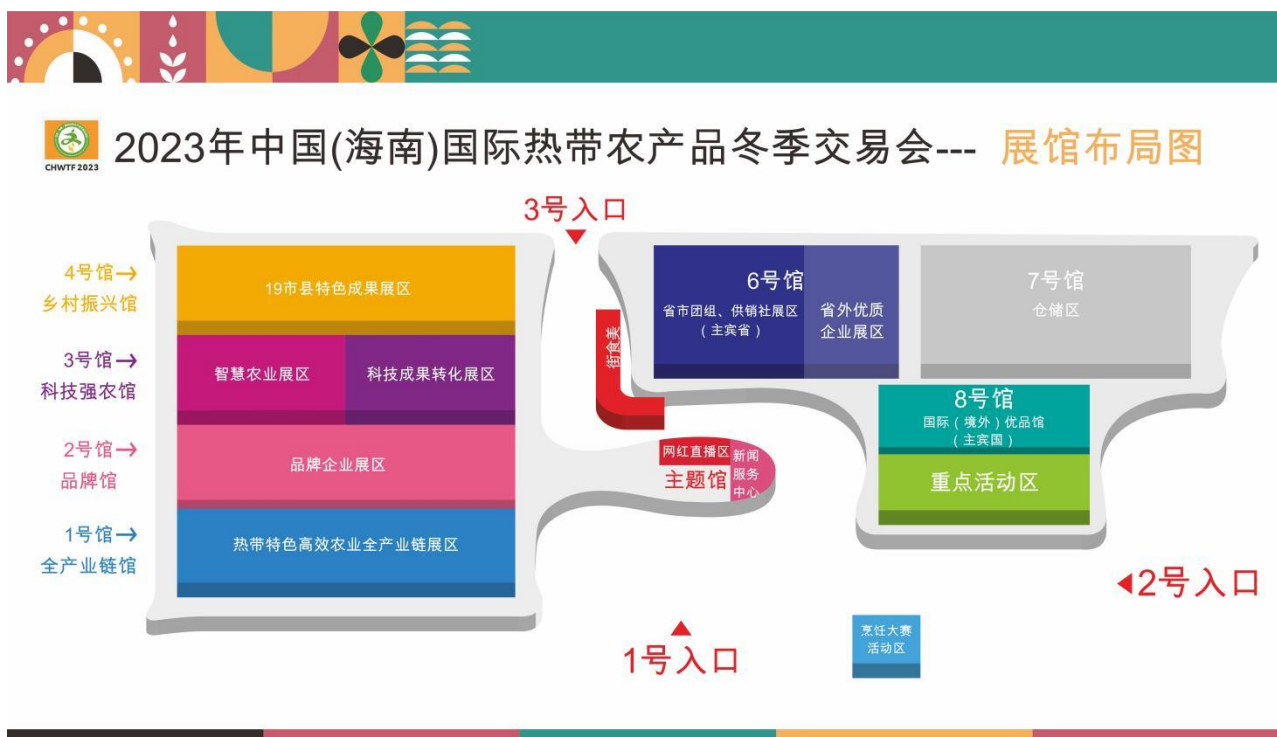 CHWTF 2023
2023年中国(海南)国际热带农产品冬季交易会--- 展馆布局图
3号入口
4号馆→
乡村振兴馆
19市县特色成果展区
3号馆→
科技强农馆
智慧农业展区
科技成果转化展区
2号馆→
品牌馆
品牌企业展区
1号馆→
全产业链馆
热带特色高效农业全产业链展区
街食美
6号馆
省市团组、供销社展区
(主宾省)
省外优质
企业展区
7号馆
仓储区
8号馆
国际(境外)优品馆
(主宾国)
重点活动区
网红直播区
主题馆
新闻
服务
中心
2号入口
1号入口
烹饪大赛
活动区